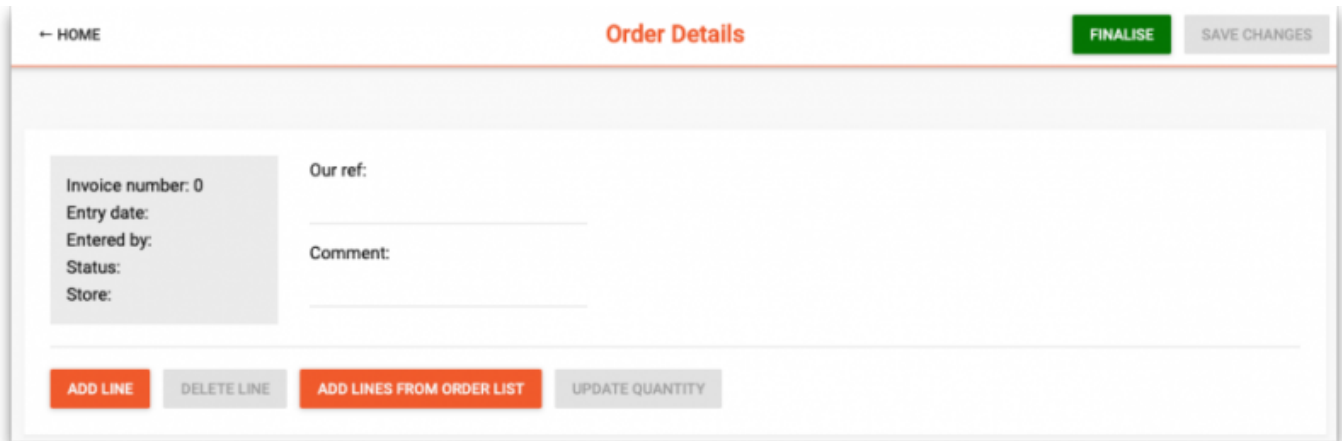 ← HOME
Order Details
FINALISE
SAVE CHANGES
Invoice number: 0
Entry date:
Entered by:
Status:
Store:
Our ref:
Comment:
ADD LINE
DELETE LINE
ADD LINES FROM ORDER LIST
UPDATE QUANTITY